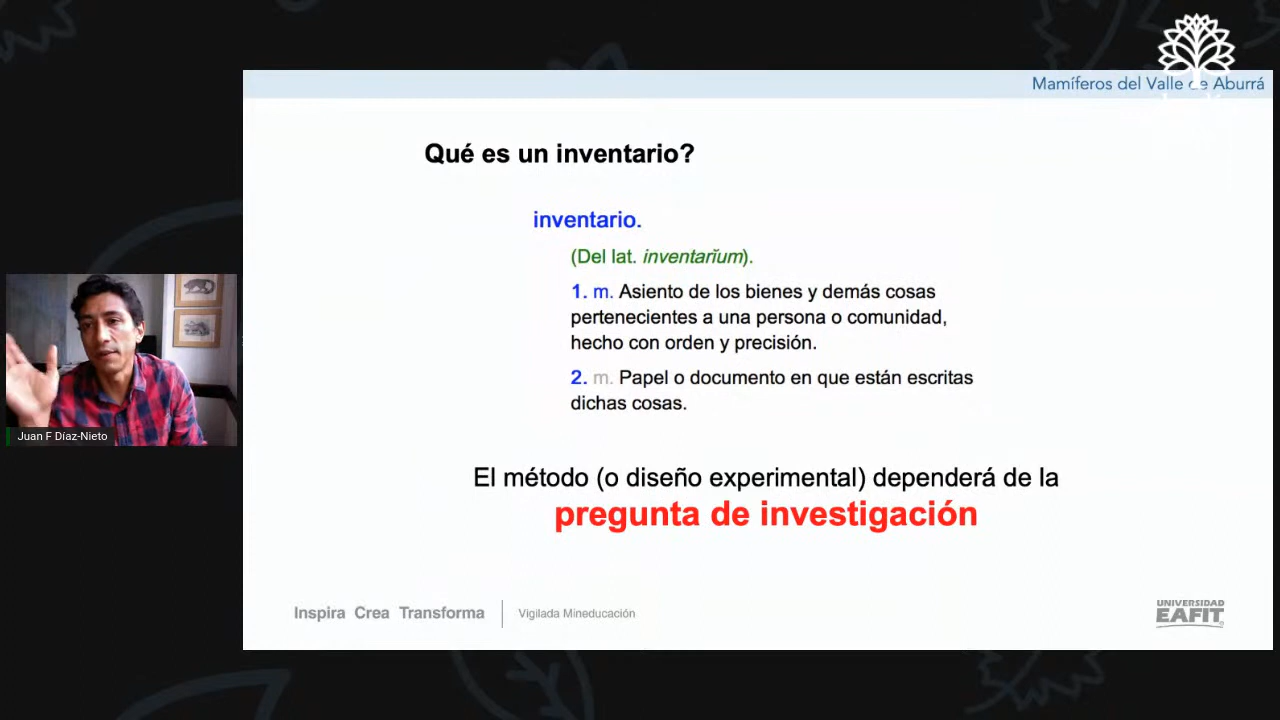 Mamíferos del Valle de Aburrá
Qué es un inventario?
inventario.
(Del lat. inventarĭum).
1. m. Asiento de los bienes y demás cosas
pertenecientes a una persona o comunidad,
hecho con orden y precisión.
2. m. Papel o documento en que están escritas
dichas cosas.
El método (o diseño experimental) dependerá de la
pregunta de investigación
Juan F Díaz-Nieto
Inspira Crea Transforma
Vigilada Mineducación
UNIVERSIDAD
EAFIT